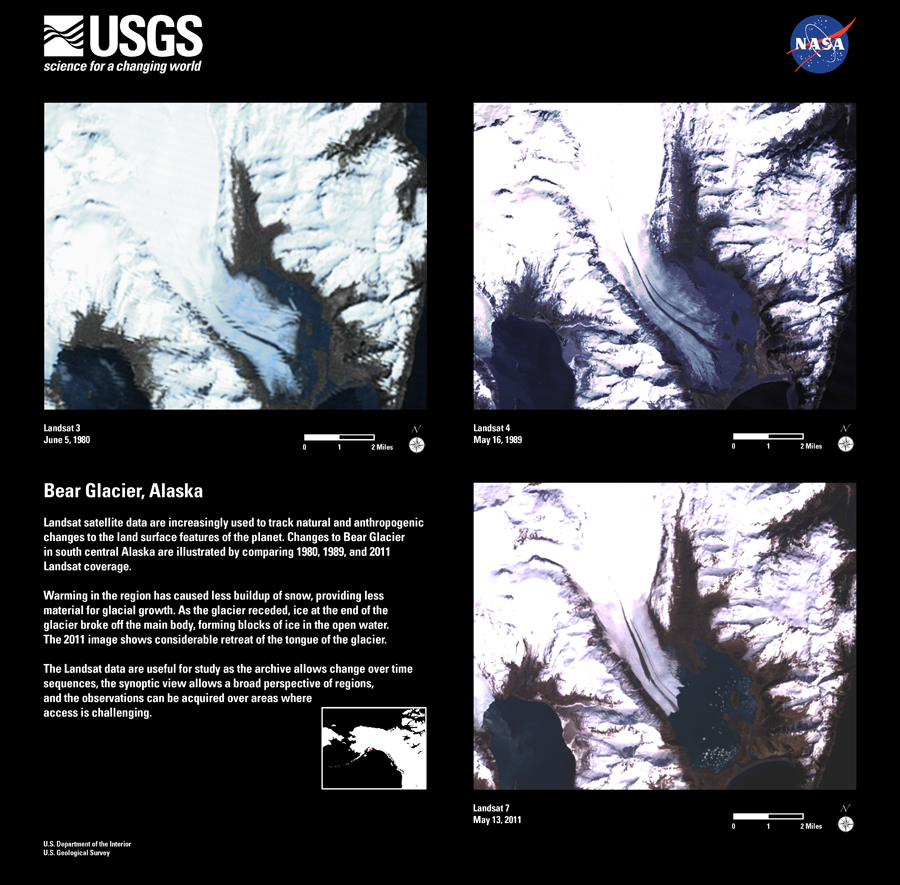 USGS
science for a changing world
NASA
Landsat 3
June 5, 1980
0 1 2 Miles
N
Landsat 4
May 16, 1989
0 1 2 Miles
N
Bear Glacier, Alaska
Landsat satellite data are increasingly used to track natural and anthropogenic
changes to the land surface features of the planet. Changes to Bear Glacier
in south central Alaska are illustrated by comparing 1980, 1989, and 2011
Landsat coverage.
Warming in the region has caused less buildup of snow, providing less
material for glacial growth. As the glacier receded, ice at the end of the
glacier broke off the main body, forming blocks of ice in the open water.
The 2011 image shows considerable retreat of the tongue of the glacier.
The Landsat data are useful for study as the archive allows change over time
sequences, the synoptic view allows a broad perspective of regions,
and the observations can be acquired over areas where
access is challenging.
Landsat 7
May 13, 2011
0 1 2 Miles
N
U.S. Department of the Interior
U.S. Geological Survey